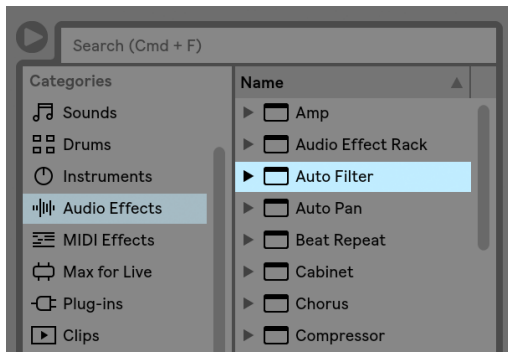 Search (Cmd + F)
Categories
Sounds
Drums
Instruments
Audio Effects
MIDI Effects
Max for Live
Plug-ins
Clips
Name
Amp
Audio Effect Rack
Auto Filter
Auto Pan
Beat Repeat
Cabinet
Chorus
Compressor